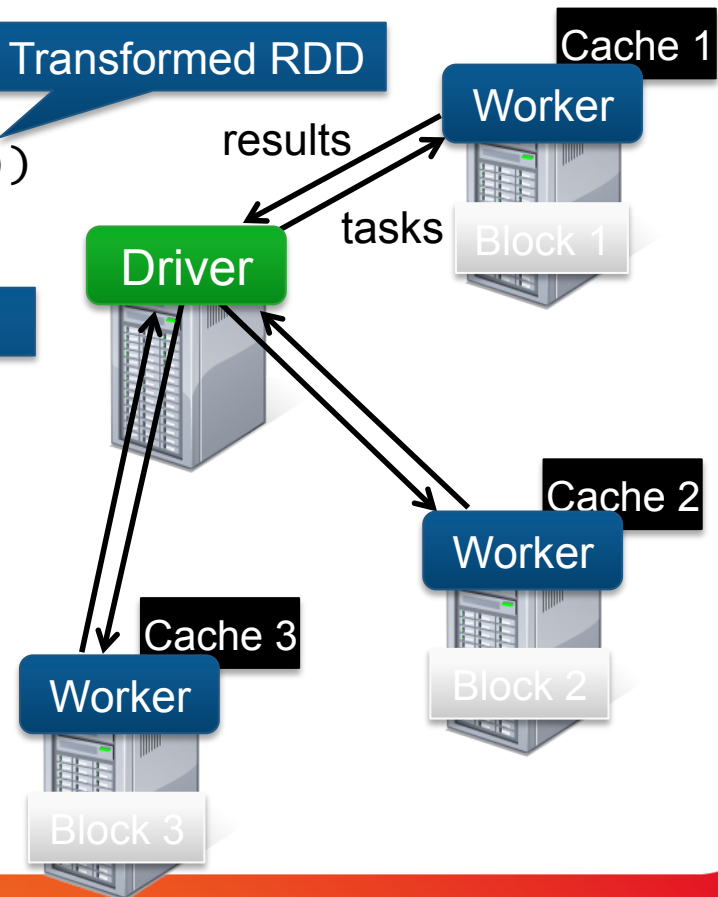 Cache 1
Transformed RDD
Worker
results
))
tasks
Block 1
Driver
Cache 2
Worker
Cache 3
Block 2
Worker
Block 3